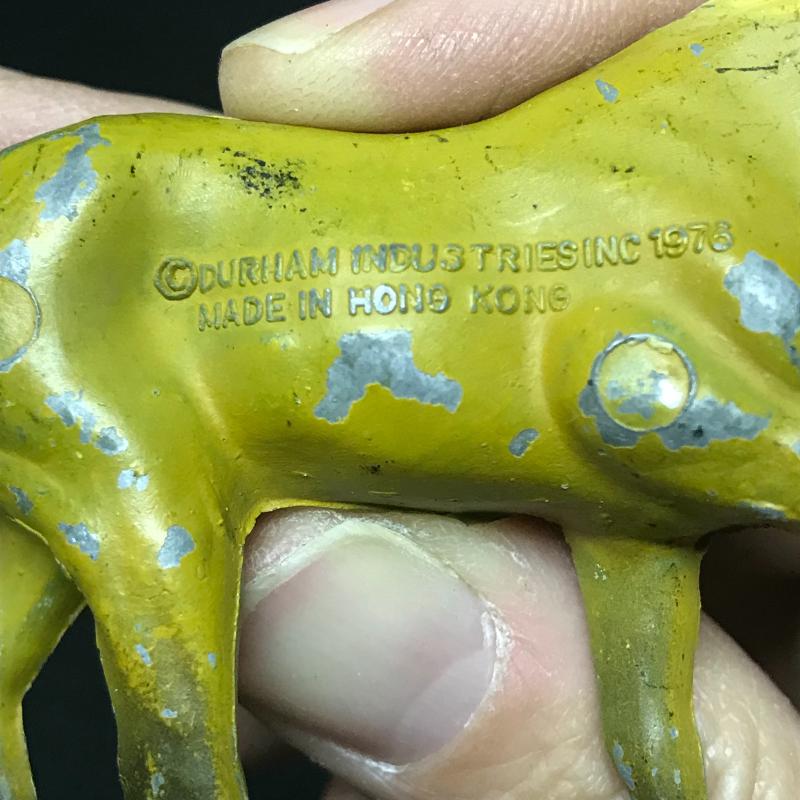 ©DURHAM INDUSTRIES INC 1976
MADE IN HONG KONG